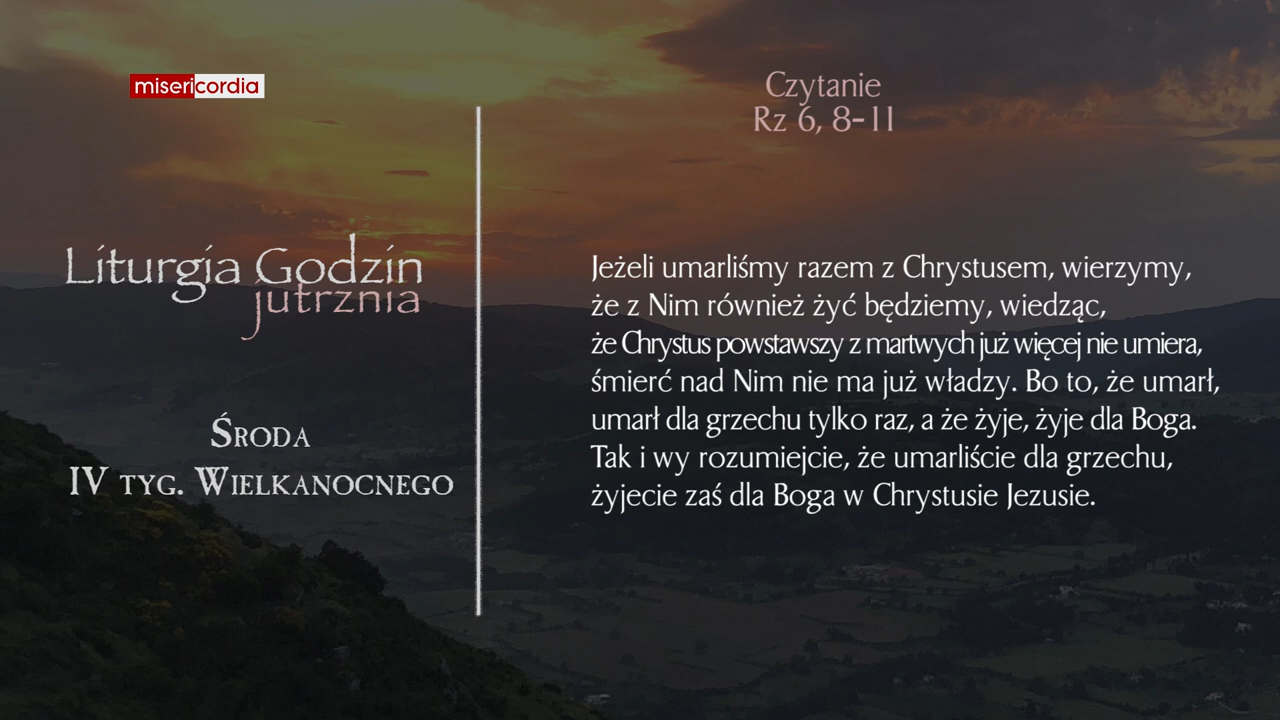 misericordia
Liturgia Godzin
jutrznia
Środa
IV tyg. Wielkanocnego
Czytanie
Rz 6, 8-11
Jeżeli umarliśmy razem z Chrystusem, wierzymy,
że z Nim również żyć będziemy, wiedząc,
że Chrystus powstawszy z martwych już więcej nie umiera,
śmierć nad Nim nie ma już władzy. Bo to, że umarł,
umarł dla grzechu tylko raz, a że żyje, żyje dla Boga.
Tak i wy rozumiejcie, że umarliście dla grzechu,
żyjecie zaś dla Boga w Chrystusie Jezusie.